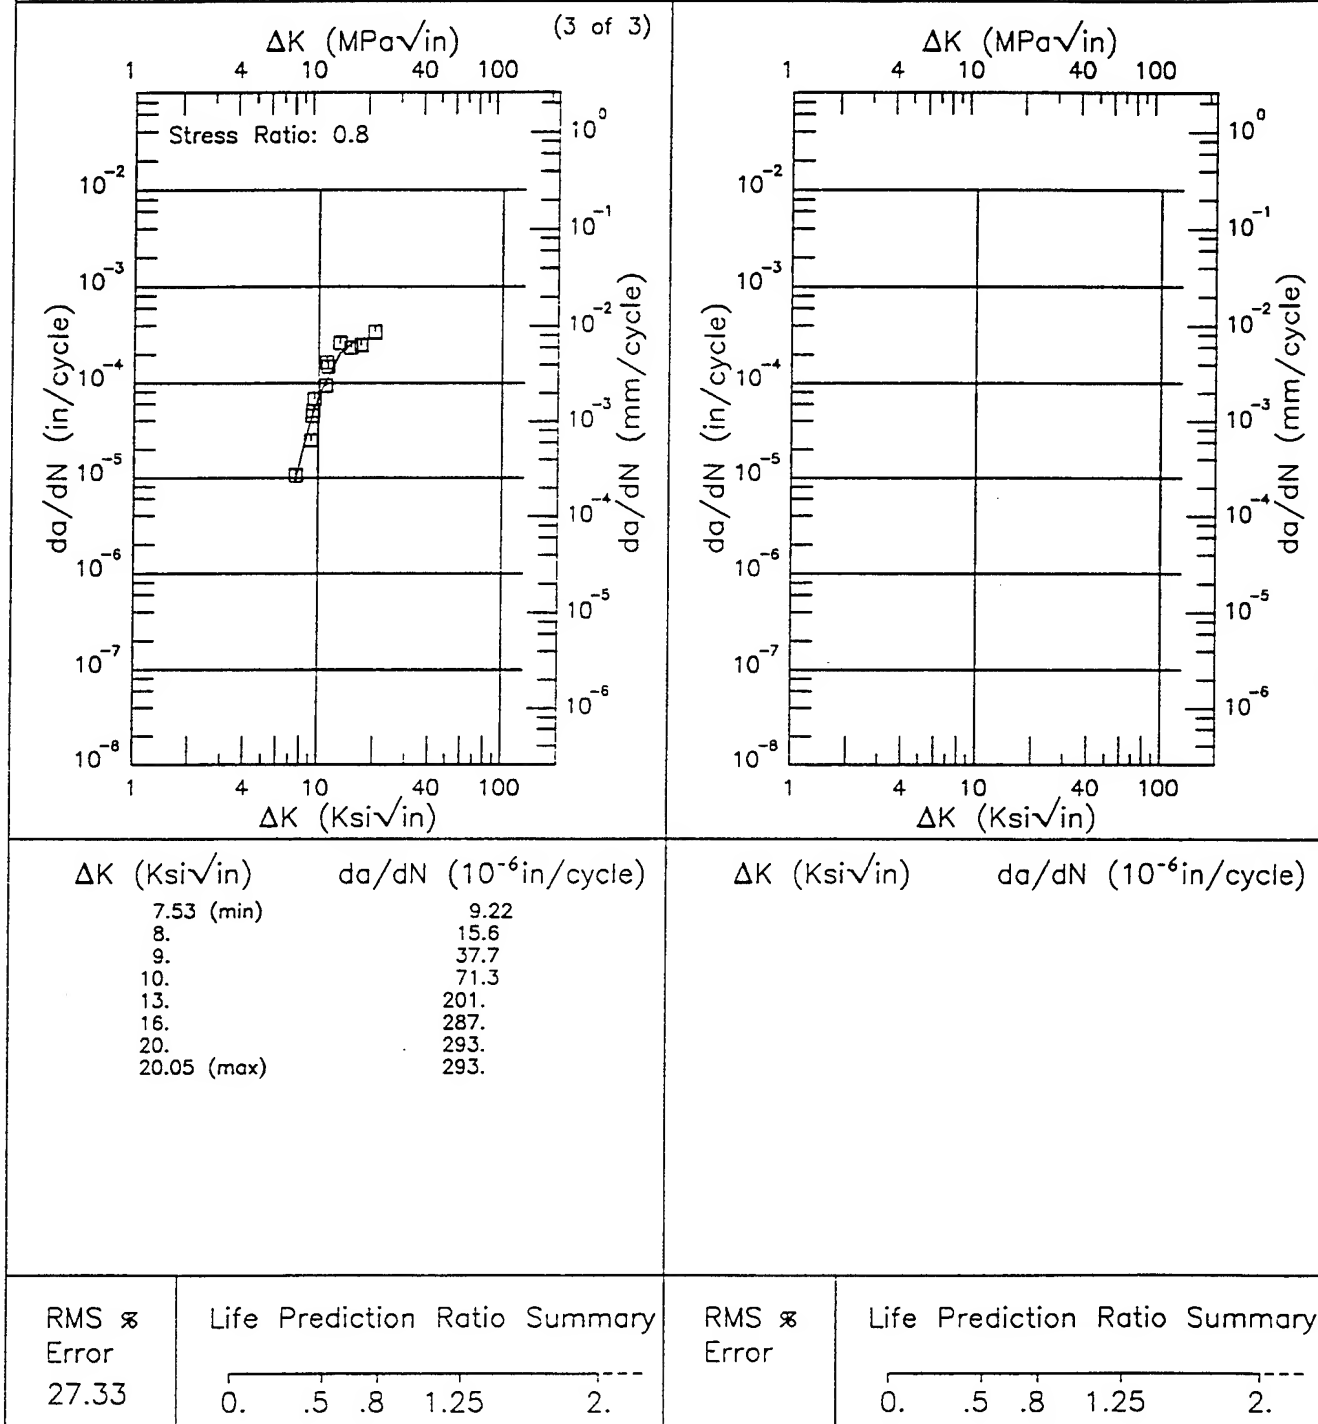 (3 of 3)
ΔK (MPa√in)
1 4 10 40 100
Stress Ratio: 0.8
10⁰
10⁻¹
10⁻²
10⁻³
10⁻⁴
10⁻⁵
10⁻⁶
da/dN (mm/cycle)
10⁻²
10⁻³
10⁻⁴
10⁻⁵
10⁻⁶
10⁻⁷
10⁻⁸
da/dN (in/cycle)
1 4 10 40 100
ΔK (Ksi√in)
ΔK (MPa√in)
1 4 10 40 100
10⁰
10⁻¹
10⁻²
10⁻³
10⁻⁴
10⁻⁵
10⁻⁶
da/dN (mm/cycle)
10⁻²
10⁻³
10⁻⁴
10⁻⁵
10⁻⁶
10⁻⁷
10⁻⁸
da/dN (in/cycle)
1 4 10 40 100
ΔK (Ksi√in)
ΔK (Ksi√in) da/dN (10⁻⁶in/cycle)
7.53 (min) 9.22
8. 15.6
9. 37.7
10. 71.3
13. 201.
16. 287.
20. 293.
20.05 (max) 293.
ΔK (Ksi√in) da/dN (10⁻⁶in/cycle)
RMS %
Error
27.33
Life Prediction Ratio Summary
0. .5 .8 1.25 2.
RMS %
Error
Life Prediction Ratio Summary
0. .5 .8 1.25 2.